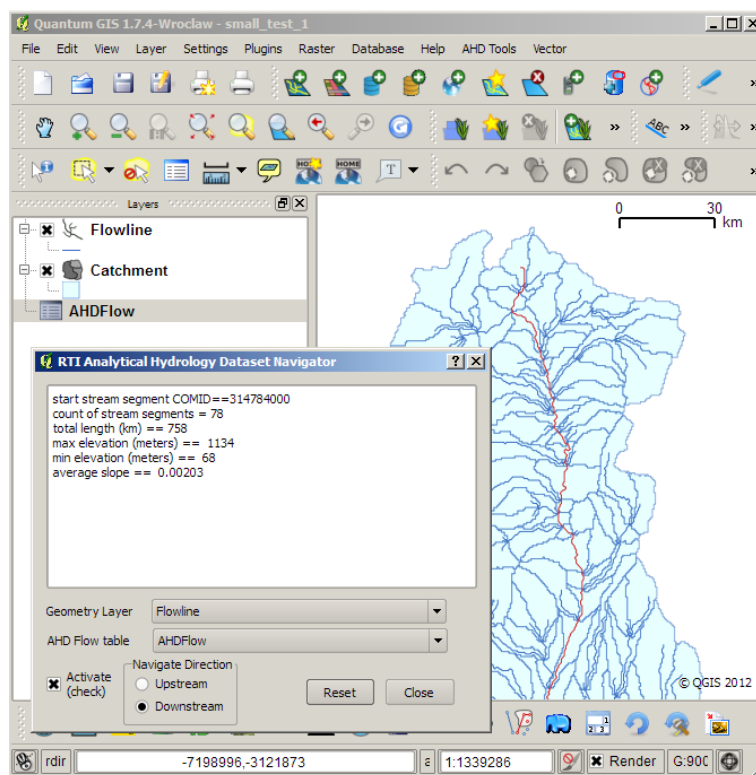 Quantum GIS 1.7.4-Wroclaw - small_test_1
File Edit View Layer Settings Plugins Raster Database Help AHD Tools Vector
Layers
Flowline
Catchment
AHDFlow
0 30
km
RTI Analytical Hydrology Dataset Navigator
start stream segment COMID==314784000
count of stream segments = 78
total length (km) == 758
max elevation (meters) == 1134
min elevation (meters) == 68
average slope == 0.00203
Geometry Layer Flowline
AHD Flow table AHDFlow
Activate
(check)
Navigate Direction
Upstream
Downstream
Reset Close
© QGIS 2012
rdir -7198996,-3121873 1:1339286 Render